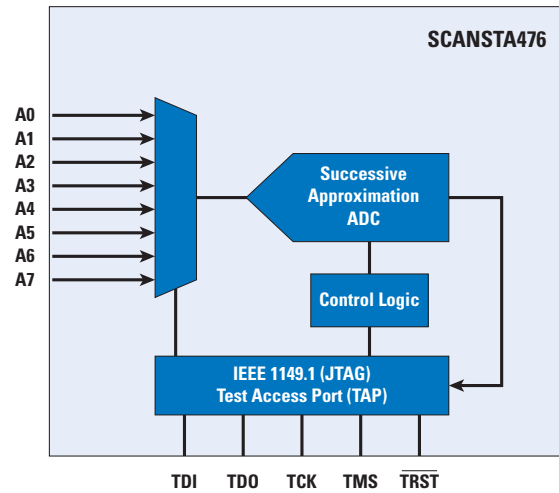 SCANSTA476
A0
A1
A2
A3
A4
A5
A6
A7
Successive
Approximation
ADC
Control Logic
IEEE 1149.1 (JTAG)
Test Access Port (TAP)
TDI TDO TCK TMS T̅R̅S̅T̅